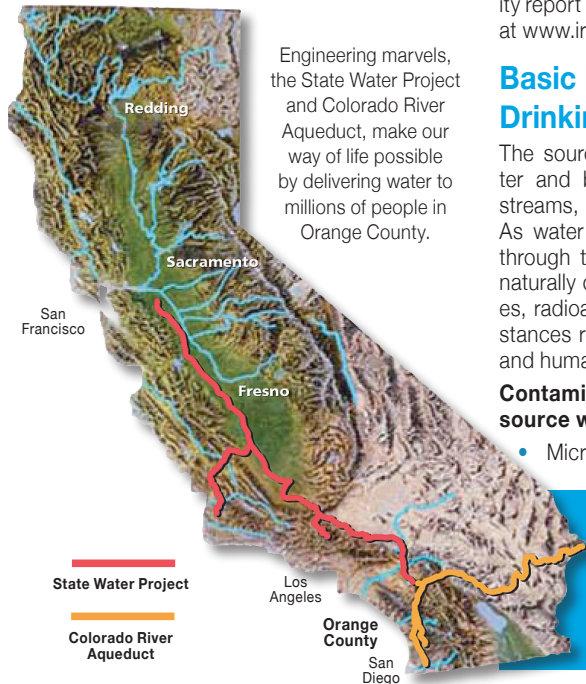 Engineering marvels,
the State Water Project
and Colorado River
Aqueduct, make our
way of life possible
by delivering water to
millions of people in
Orange County.
Redding
Sacramento
San
Francisco
Fresno
State Water Project
Colorado River
Aqueduct
Los
Angeles
Orange
County
San
Diego
ity report
at www.ir
Basic
Drinkin
The sourc
ter and b
streams,
As water
through t
naturally o
es, radioa
stances r
and huma
Contami
source w
• Micr